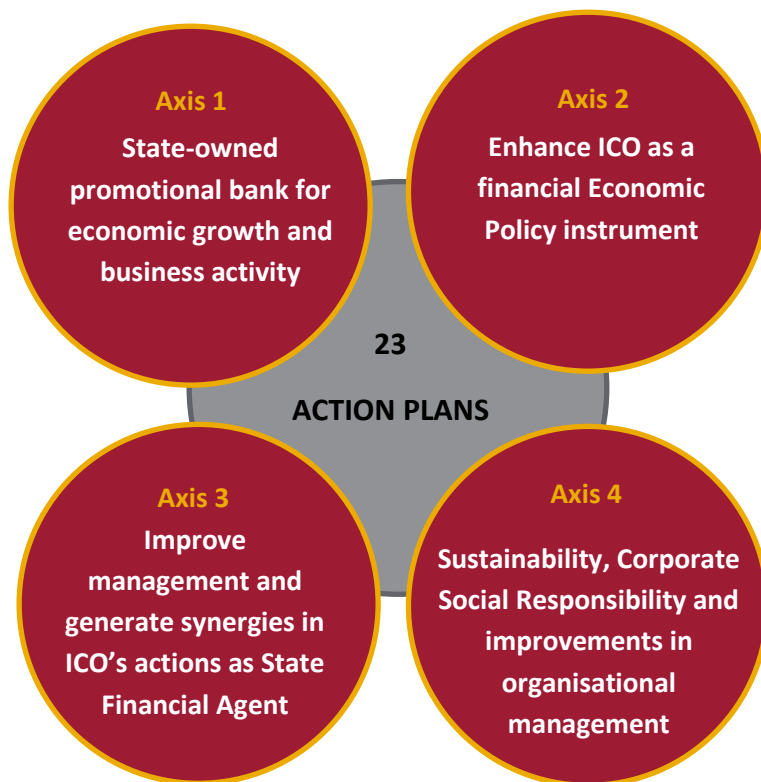 Axis 1
State-owned
promotional bank for
economic growth and
business activity
Axis 2
Enhance ICO as a
financial Economic
Policy instrument
23
ACTION PLANS
Axis 3
Improve
management and
generate synergies in
ICO’s actions as State
Financial Agent
Axis 4
Sustainability, Corporate
Social Responsibility and
improvements in
organisational
management